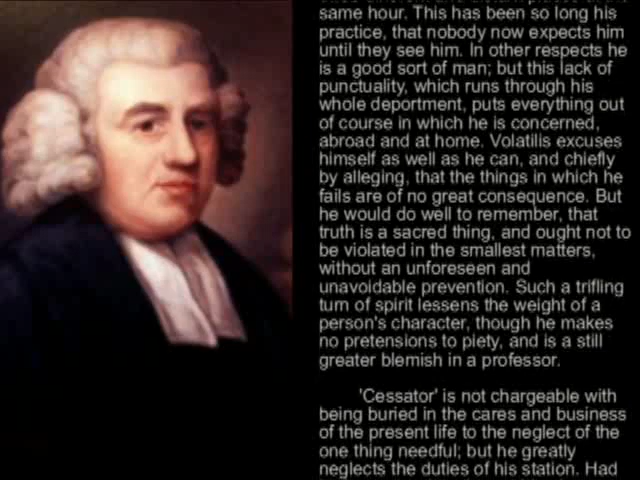 same hour. This has been so long his
practice, that nobody now expects him
until they see him. In other respects he
is a good sort of man; but this lack of
punctuality, which runs through his
whole deportment, puts everything out
of course in which he is concerned,
abroad and at home. Volatilis excuses
himself as well as he can, and chiefly
by alleging, that the things in which he
fails are of no great consequence. But
he would do well to remember, that
truth is a sacred thing, and ought not to
be violated in the smallest matters,
without an unforeseen and
unavoidable prevention. Such a trifling
turn of spirit lessens the weight of a
person's character, though he makes
no pretensions to piety, and is a still
greater blemish in a professor.
'Cessator' is not chargeable with
being buried in the cares and business
of the present life to the neglect of the
one thing needful; but he greatly
neglects the duties of his station. Had